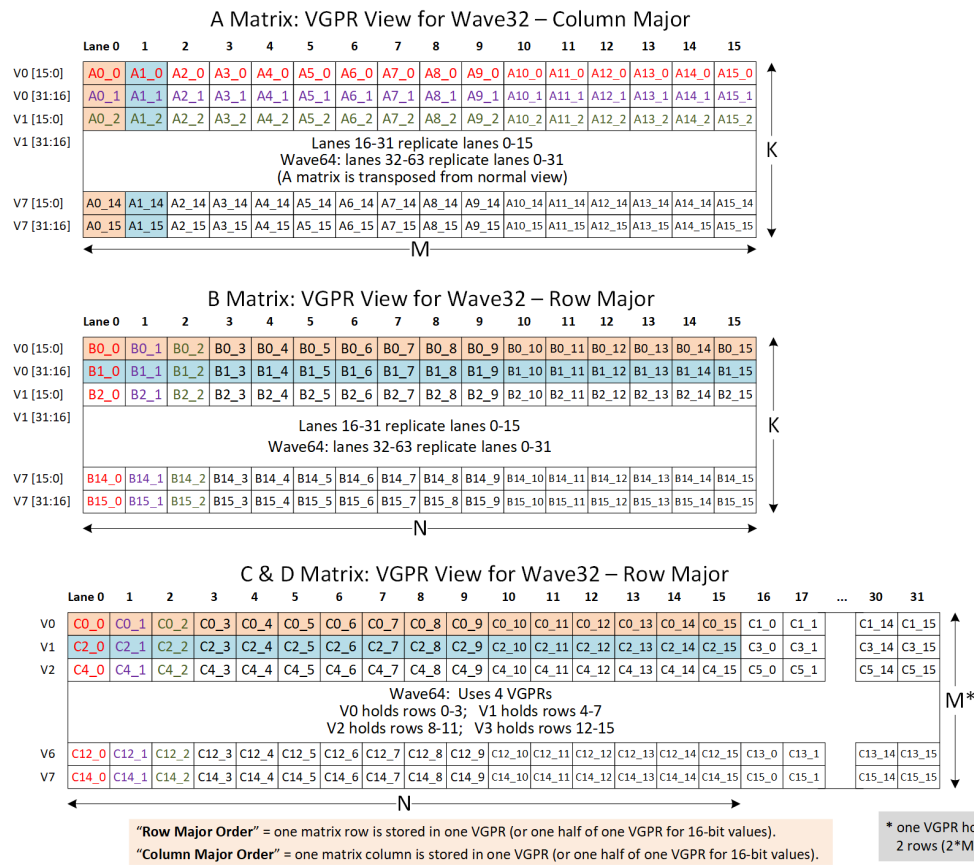 A Matrix: VGPR View for Wave32 – Column Major
Lane 0 1 2 3 4 5 6 7 8 9 10 11 12 13 14 15
V0 [15:0] A0_0 A1_0 A2_0 A3_0 A4_0 A5_0 A6_0 A7_0 A8_0 A9_0 A10_0 A11_0 A12_0 A13_0 A14_0 A15_0
V0 [31:16] A0_1 A1_1 A2_1 A3_1 A4_1 A5_1 A6_1 A7_1 A8_1 A9_1 A10_1 A11_1 A12_1 A13_1 A14_1 A15_1
V1 [15:0] A0_2 A1_2 A2_2 A3_2 A4_2 A5_2 A6_2 A7_2 A8_2 A9_2 A10_2 A11_2 A12_2 A13_2 A14_2 A15_2
V1 [31:16] Lanes 16-31 replicate lanes 0-15
Wave64: lanes 32-63 replicate lanes 0-31
K
(A matrix is transposed from normal view)
V7 [15:0] A0_14 A1_14 A2_14 A3_14 A4_14 A5_14 A6_14 A7_14 A8_14 A9_14 A10_14 A11_14 A12_14 A13_14 A14_14 A15_14
V7 [31:16] A0_15 A1_15 A2_15 A3_15 A4_15 A5_15 A6_15 A7_15 A8_15 A9_15 A10_15 A11_15 A12_15 A13_15 A14_15 A15_15
M
B Matrix: VGPR View for Wave32 – Row Major
Lane 0 1 2 3 4 5 6 7 8 9 10 11 12 13 14 15
V0 [15:0] B0_0 B0_1 B0_2 B0_3 B0_4 B0_5 B0_6 B0_7 B0_8 B0_9 B0_10 B0_11 B0_12 B0_13 B0_14 B0_15
V0 [31:16] B1_0 B1_1 B1_2 B1_3 B1_4 B1_5 B1_6 B1_7 B1_8 B1_9 B1_10 B1_11 B1_12 B1_13 B1_14 B1_15
V1 [15:0] B2_0 B2_1 B2_2 B2_3 B2_4 B2_5 B2_6 B2_7 B2_8 B2_9 B2_10 B2_11 B2_12 B2_13 B2_14 B2_15
V1 [31:16]
Lanes 16-31 replicate lanes 0-15
K
Wave64: lanes 32-63 replicate lanes 0-31
V7 [15:0] B14_0 B14_1 B14_2 B14_3 B14_4 B14_5 B14_6 B14_7 B14_8 B14_9 B14_10 B14_11 B14_12 B14_13 B14_14 B14_15
V7 [31:16] B15_0 B15_1 B15_2 B15_3 B15_4 B15_5 B15_6 B15_7 B15_8 B15_9 B15_10 B15_11 B15_12 B15_13 B15_14 B15_15
N
C & D Matrix: VGPR View for Wave32 – Row Major
Lane 0 1 2 3 4 5 6 7 8 9 10 11 12 13 14 15 16 17 ... 30 31
V0 C0_0 C0_1 C0_2 C0_3 C0_4 C0_5 C0_6 C0_7 C0_8 C0_9 C0_10 C0_11 C0_12 C0_13 C0_14 C0_15 C1_0 C1_1 C1_14 C1_15
V1 C2_0 C2_1 C2_2 C2_3 C2_4 C2_5 C2_6 C2_7 C2_8 C2_9 C2_10 C2_11 C2_12 C2_13 C2_14 C2_15 C3_0 C3_1 C3_14 C3_15
V2 C4_0 C4_1 C4_2 C4_3 C4_4 C4_5 C4_6 C4_7 C4_8 C4_9 C4_10 C4_11 C4_12 C4_13 C4_14 C4_15 C5_0 C5_1 C5_14 C5_15
Wave64: Uses 4 VGPRs
M*
V0 holds rows 0-3; V1 holds rows 4-7
V2 holds rows 8-11; V3 holds rows 12-15
V6 C12_0 C12_1 C12_2 C12_3 C12_4 C12_5 C12_6 C12_7 C12_8 C12_9 C12_10 C12_11 C12_12 C12_13 C12_14 C12_15 C13_0 C13_1 C13_14 C13_15
V7 C14_0 C14_1 C14_2 C14_3 C14_4 C14_5 C14_6 C14_7 C14_8 C14_9 C14_10 C14_11 C14_12 C14_13 C14_14 C14_15 C15_0 C15_1 C15_14 C15_15
N
"Row Major Order" = one matrix row is stored in one VGPR (or one half of one VGPR for 16-bit values).
"Column Major Order" = one matrix column is stored in one VGPR (or one half of one VGPR for 16-bit values).
* one VGPR ho
2 rows (2*M